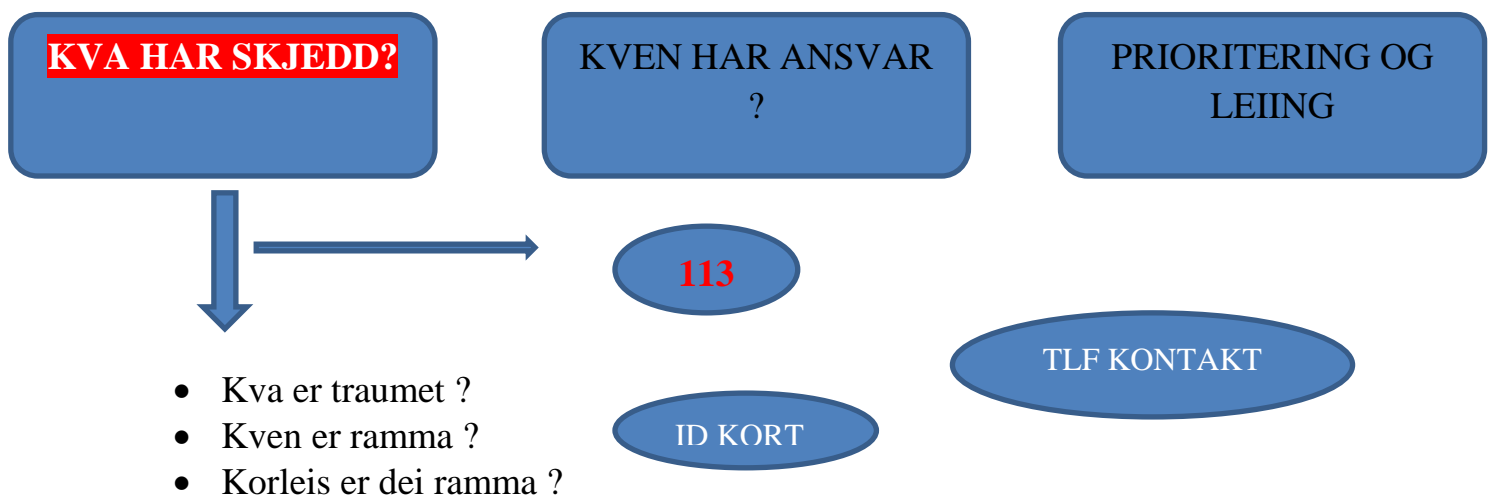 KVA HAR SKJEDD?
KVEN HAR ANSVAR
?
PRIORITERING OG
LEIING
113
TLF KONTAKT
ID KORT
• Kva er traumet ?
• Kven er ramma ?
• Korleis er dei ramma ?